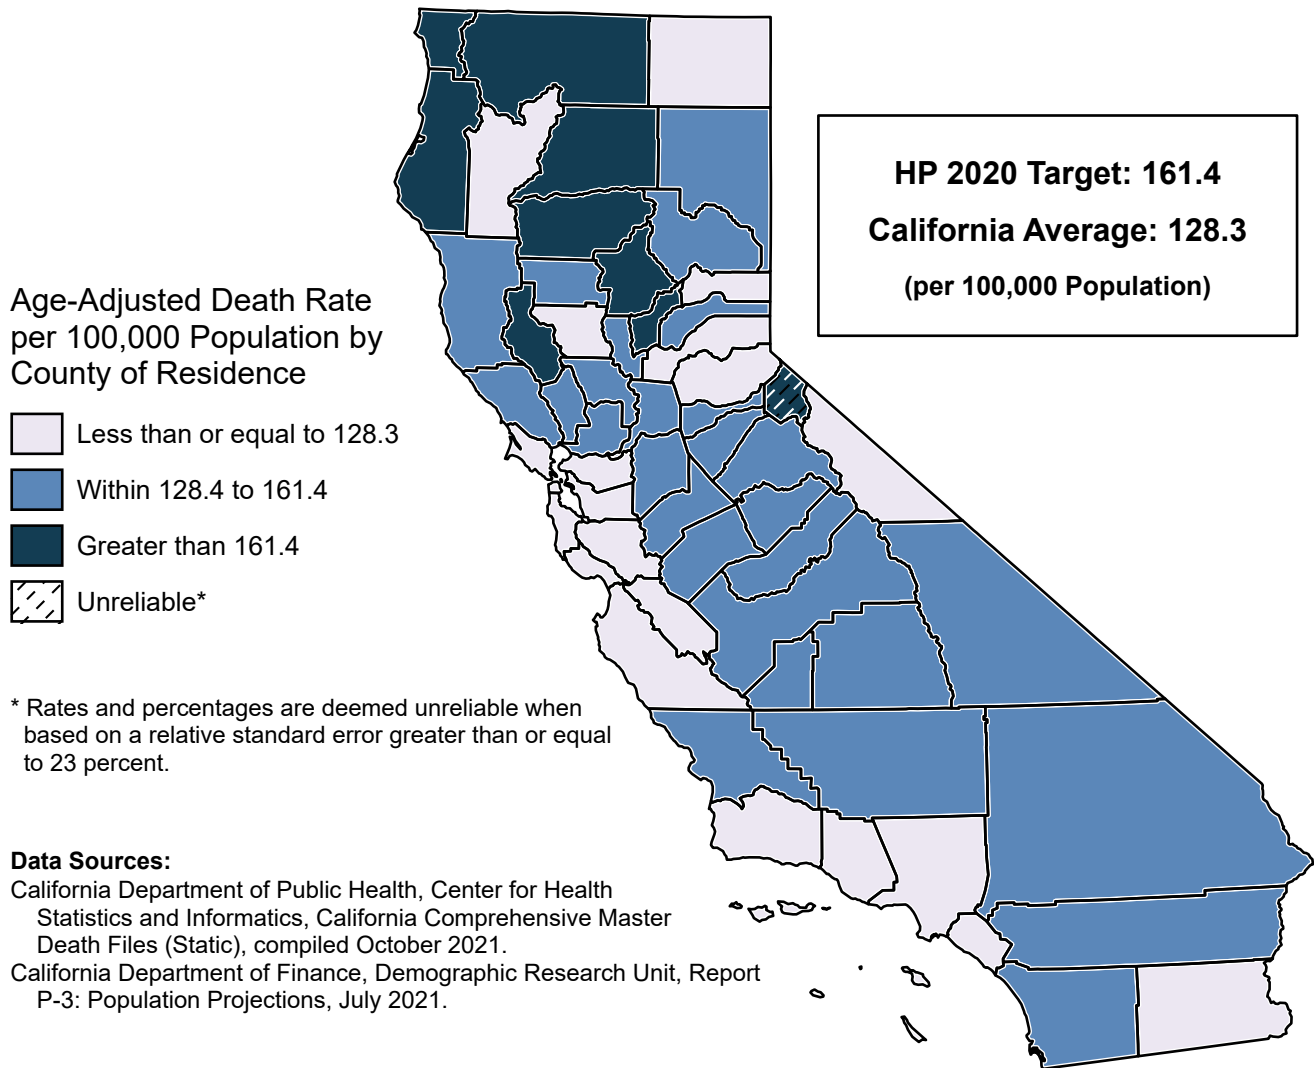 HP 2020 Target: 161.4
California Average: 128.3
(per 100,000 Population)
Age-Adjusted Death Rate
per 100,000 Population by
County of Residence
Less than or equal to 128.3
Within 128.4 to 161.4
Greater than 161.4
Unreliable*
* Rates and percentages are deemed unreliable when
based on a relative standard error greater than or equal
to 23 percent.
Data Sources:
California Department of Public Health, Center for Health
Statistics and Informatics, California Comprehensive Master
Death Files (Static), compiled October 2021.
California Department of Finance, Demographic Research Unit, Report
P-3: Population Projections, July 2021.